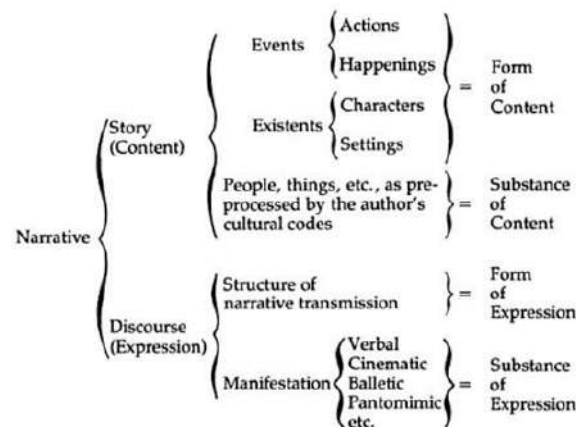 Events
Actions
Happenings
=
Form
of
Content
Existents
Characters
Settings
Story
(Content)
People, things, etc., as pre-
processed by the author's
cultural codes
=
Substance
of
Content
Narrative
Discourse
(Expression)
Structure of
narrative transmission
=
Form
of
Expression
Manifestation
Verbal
Cinematic
Balletic
Pantomimic
etc.
=
Substance
of
Expression